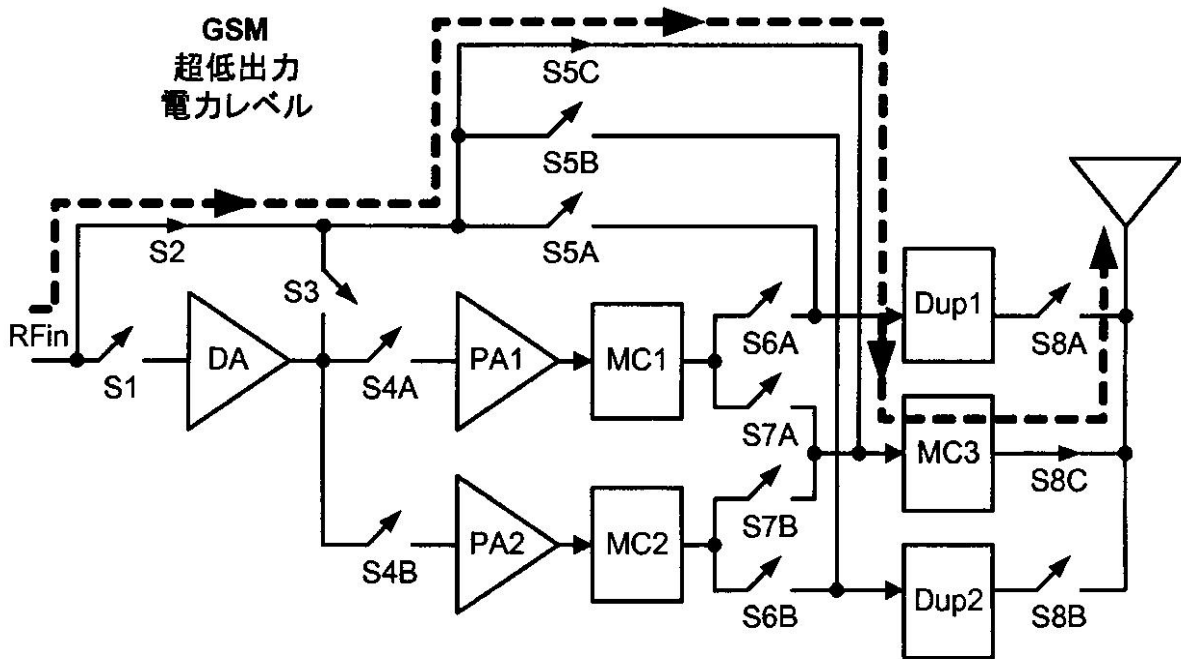 GSM
超低出力
電力レベル
S5C
S5B
S2
S5A
S3
RFin
S1
DA
S4A
PA1
MC1
S6A
S7A
Dup1
S8A
MC3
S8C
S4B
PA2
MC2
S7B
S6B
Dup2
S8B